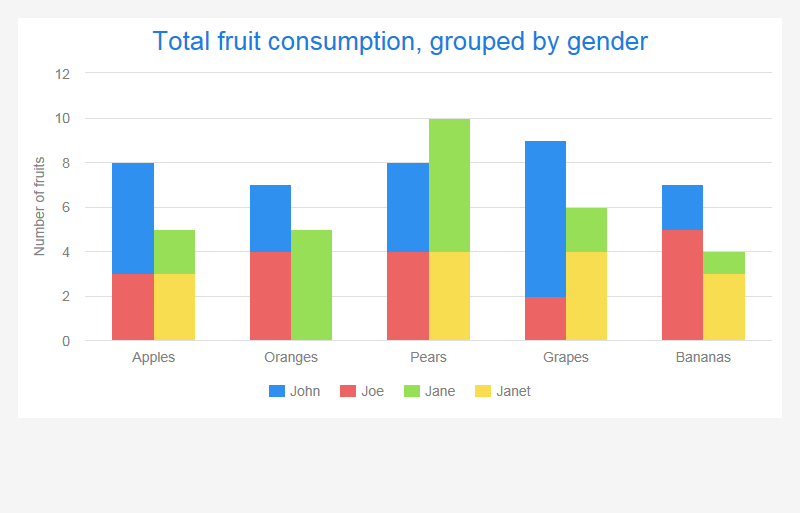 Total fruit consumption, grouped by gender
Number of fruits
12
10
8
6
4
2
0
Apples Oranges Pears Grapes Bananas
John Joe Jane Janet